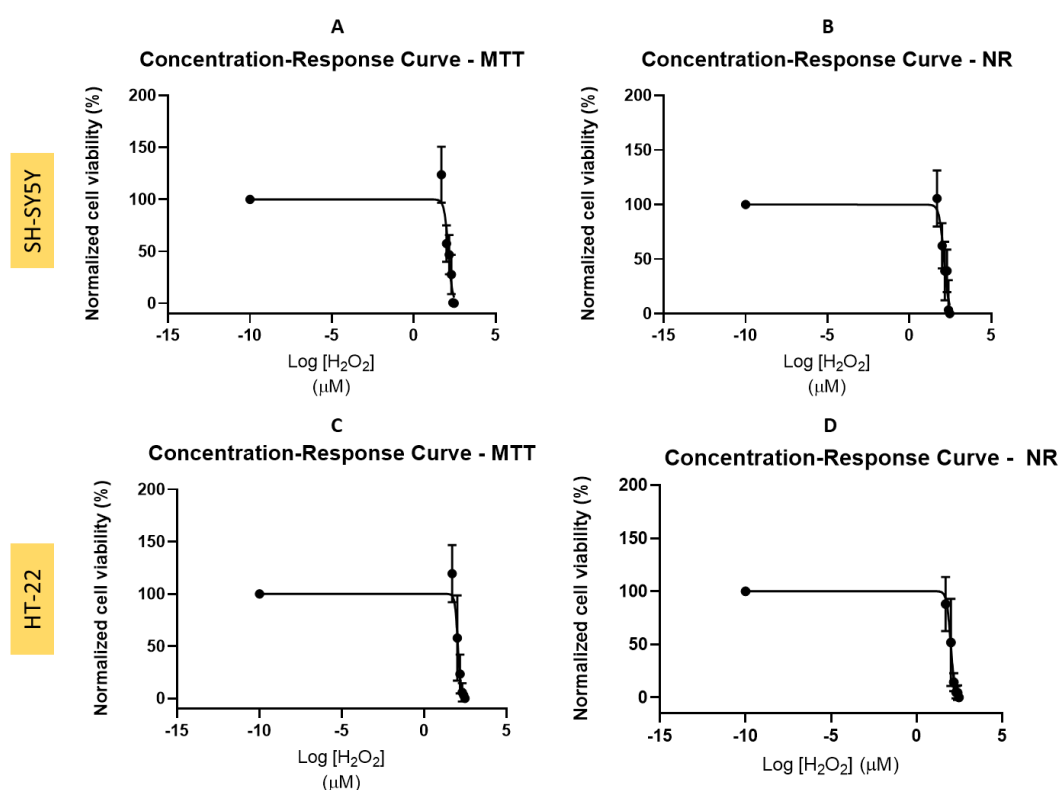 A
Concentration-Response Curve - MTT
Normalized cell viability (%)
200
150
100
50
0
-15
-10
-5
0
5
Log [H₂O₂]
(μM)
B
Concentration-Response Curve - NR
Normalized cell viability (%)
200
150
100
50
0
-15
-10
-5
0
5
Log [H₂O₂]
(μM)
SH-SY5Y
C
Concentration-Response Curve - MTT
Normalized cell viability (%)
200
150
100
50
0
-15
-10
-5
0
5
Log [H₂O₂]
(μM)
D
Concentration-Response Curve - NR
Normalized cell viability (%)
200
150
100
50
0
-15
-10
-5
0
5
Log [H₂O₂] (μM)
HT-22